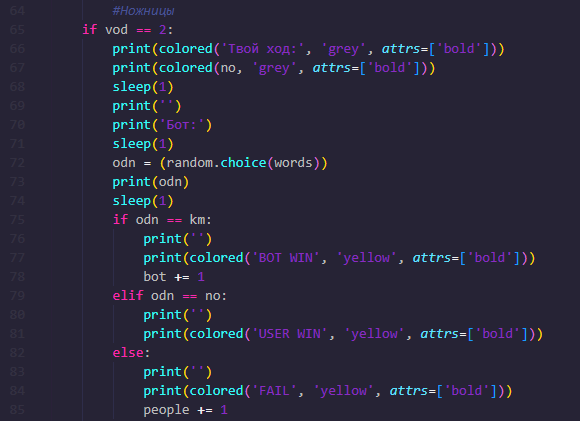 64 #Ножницы
65 if vod == 2:
66 print(colored('Твой ход:', 'grey', attrs=['bold']))
67 print(colored(no, 'grey', attrs=['bold']))
68 sleep(1)
69 print('')
70 print('Бот:')
71 sleep(1)
72 odn = (random.choice(words))
73 print(odn)
74 sleep(1)
75 if odn == km:
76 print('')
77 print(colored('BOT WIN', 'yellow', attrs=['bold']))
78 bot += 1
79 elif odn == no:
80 print('')
81 print(colored('USER WIN', 'yellow', attrs=['bold']))
82 else:
83 print('')
84 print(colored('FAIL', 'yellow', attrs=['bold']))
85 people += 1